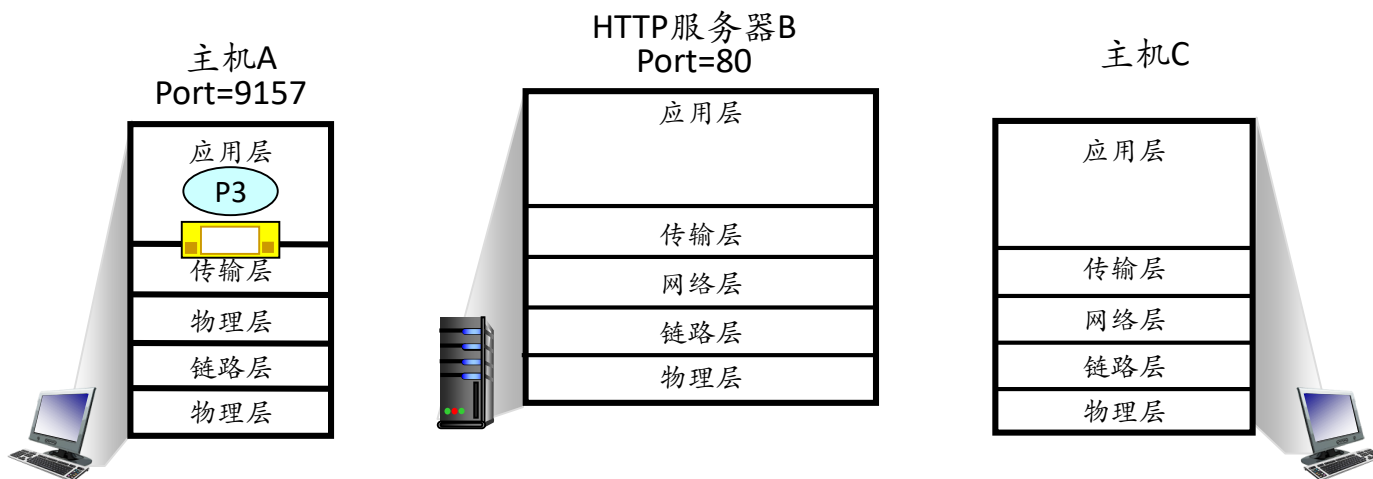 主机A
Port=9157
应用层
P3
传输层
物理层
链路层
物理层
HTTP服务器B
Port=80
应用层
传输层
网络层
链路层
物理层
主机C
应用层
传输层
网络层
链路层
物理层